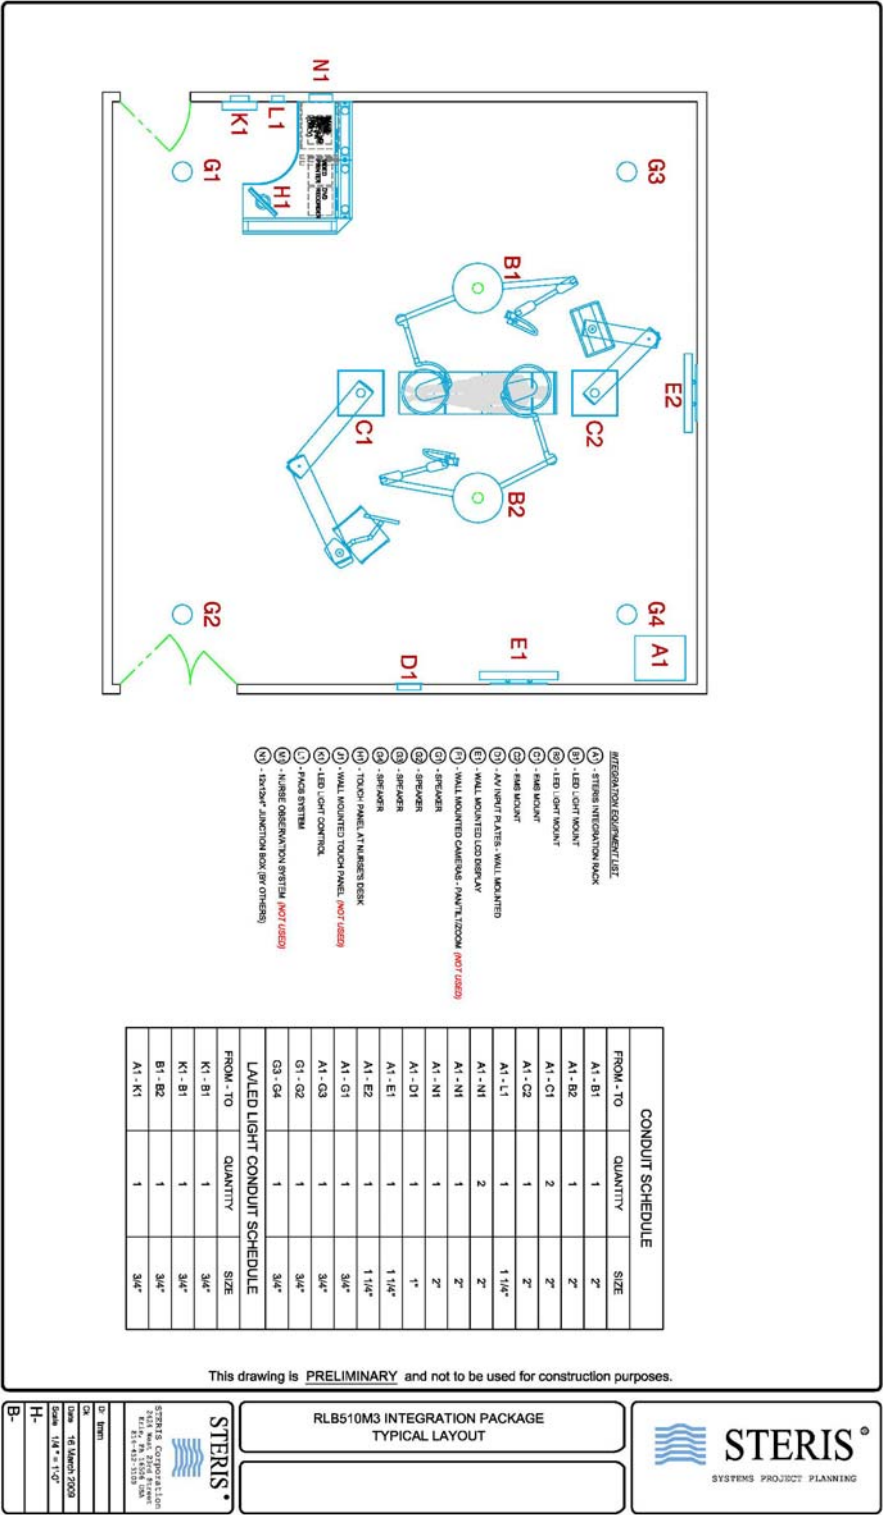 N1
K1
L1
G1
H1
G3
B1
E2
C1
C2
B2
G2
G4
A1
E1
D1
INTEGRATION EQUIPMENT LIST
A1 - STERIS INTEGRATION RACK
B1 - LED LIGHT MOUNT
B2 - LED LIGHT MOUNT
C1 - EMS MOUNT
C2 - EMS MOUNT
D1 - A/V INPUT PLATES - WALL MOUNTED
E1 - WALL MOUNTED LCD DISPLAY
F1 - WALL MOUNTED CAMERAS - PAN/TILT/ZOOM (NOT USED)
G1 - SPEAKER
G2 - SPEAKER
G3 - SPEAKER
G4 - SPEAKER
H1 - TOUCH PANEL AT NURSE'S DESK
J1 - WALL MOUNTED TOUCH PANEL (NOT USED)
K1 - LED LIGHT CONTROL
L1 - PACS SYSTEM
M1 - NURSE OBSERVATION SYSTEM (NOT USED)
N1 - 12x12x4" JUNCTION BOX (BY OTHERS)
CONDUIT SCHEDULE
FROM - TO QUANTITY SIZE
A1 - B1 1 2"
A1 - B2 1 2"
A1 - C1 2 2"
A1 - C2 1 2"
A1 - L1 1 1 1/4"
A1 - N1 2 2"
A1 - N1 1 2"
A1 - N1 1 2"
A1 - D1 1 1"
A1 - E1 1 1 1/4"
A1 - E2 1 1 1/4"
A1 - G1 1 3/4"
A1 - G3 1 3/4"
G1 - G2 1 3/4"
G3 - G4 1 3/4"
LA/LED LIGHT CONDUIT SCHEDULE
FROM - TO QUANTITY SIZE
K1 - B1 1 3/4"
K1 - B1 1 3/4"
B1 - B2 1 3/4"
A1 - K1 1 3/4"
This drawing is PRELIMINARY and not to be used for construction purposes.
STERIS®
SYSTEMS PROJECT PLANNING
RLB510M3 INTEGRATION PACKAGE
TYPICAL LAYOUT
STERIS®
STERIS Corporation
2424 West 23rd Street
Erie, PA 16506 USA
814-452-3100
Dr tmm
Ck
Date 16 March 2009
Scale 1/4" = 1'-0"
H-
B-